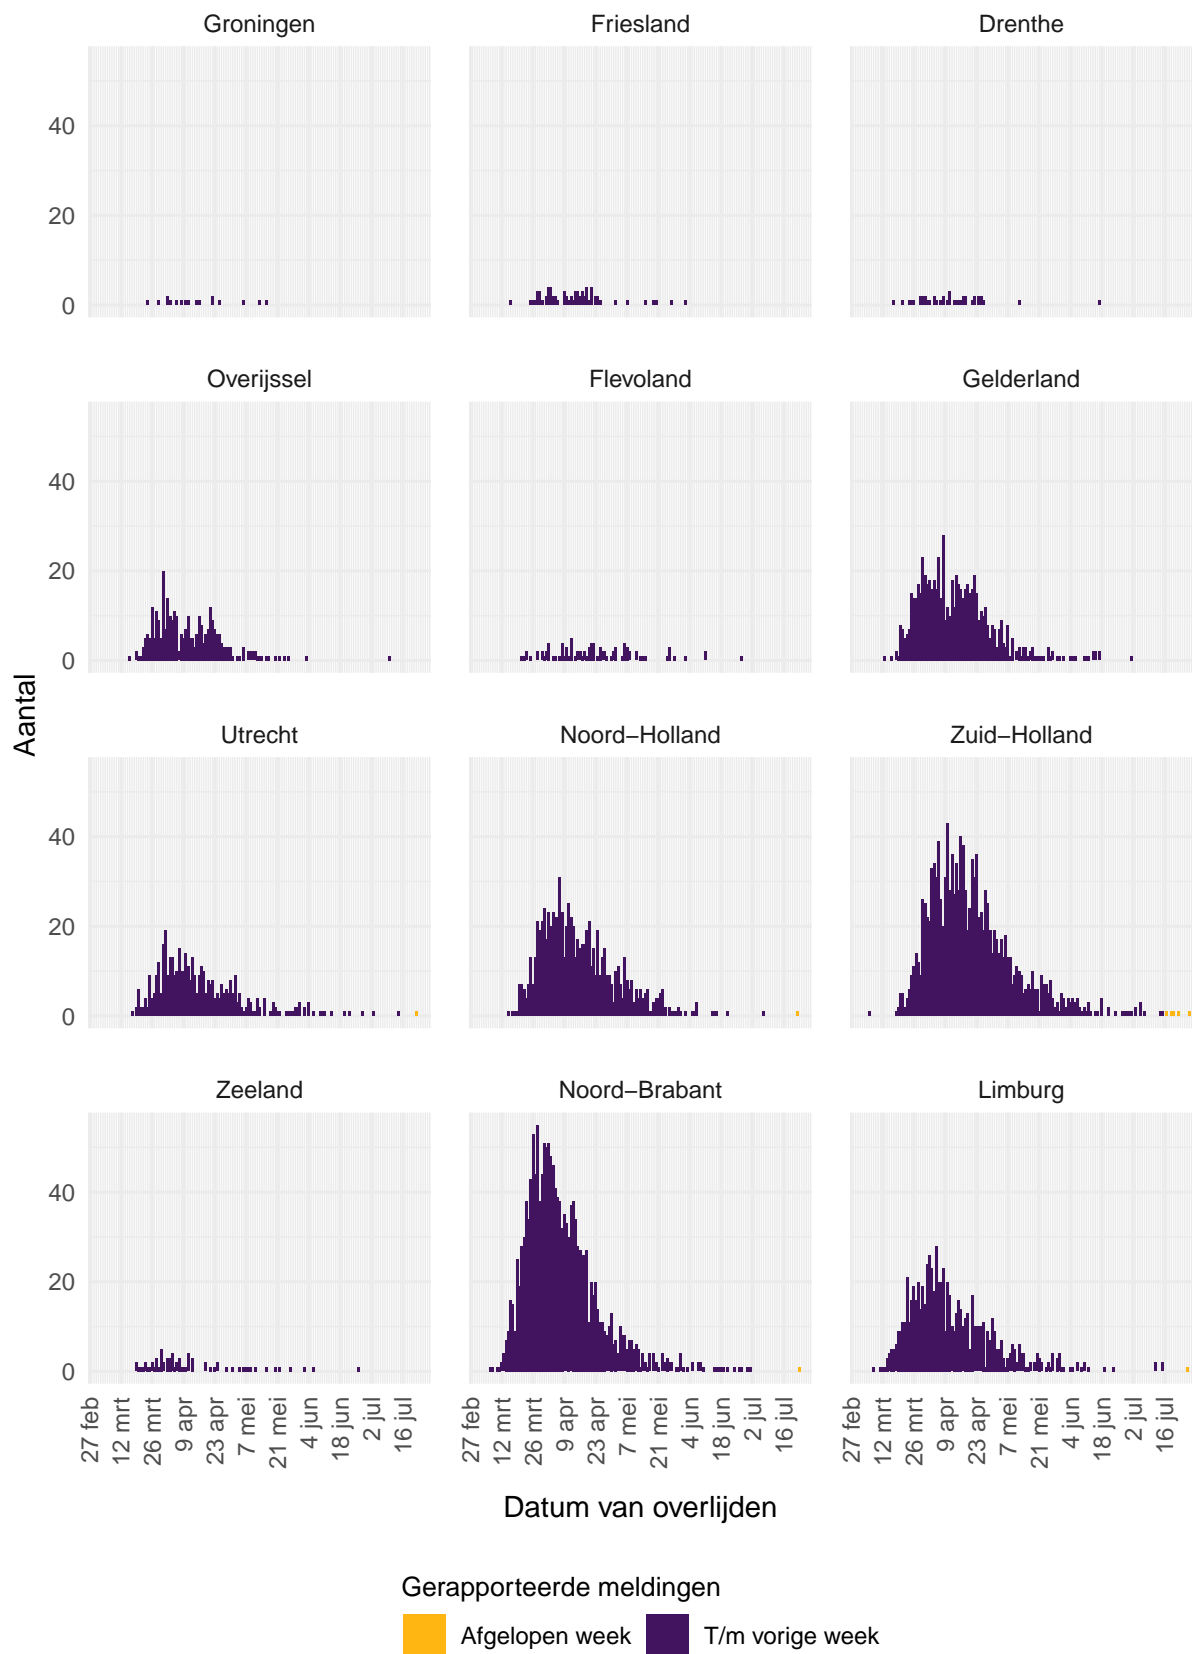 Groningen Friesland Drenthe
40
20
0
Overijssel Flevoland Gelderland
40
20
0
Aantal
Utrecht Noord−Holland Zuid−Holland
40
20
0
Zeeland Noord−Brabant Limburg
40
20
0
27 feb 12 mrt 26 mrt 9 apr 23 apr 7 mei 21 mei 4 jun 18 jun 2 jul 16 jul 27 feb 12 mrt 26 mrt 9 apr 23 apr 7 mei 21 mei 4 jun 18 jun 2 jul 16 jul 27 feb 12 mrt 26 mrt 9 apr 23 apr 7 mei 21 mei 4 jun 18 jun 2 jul 16 jul
Datum van overlijden
Gerapporteerde meldingen
Afgelopen week T/m vorige week